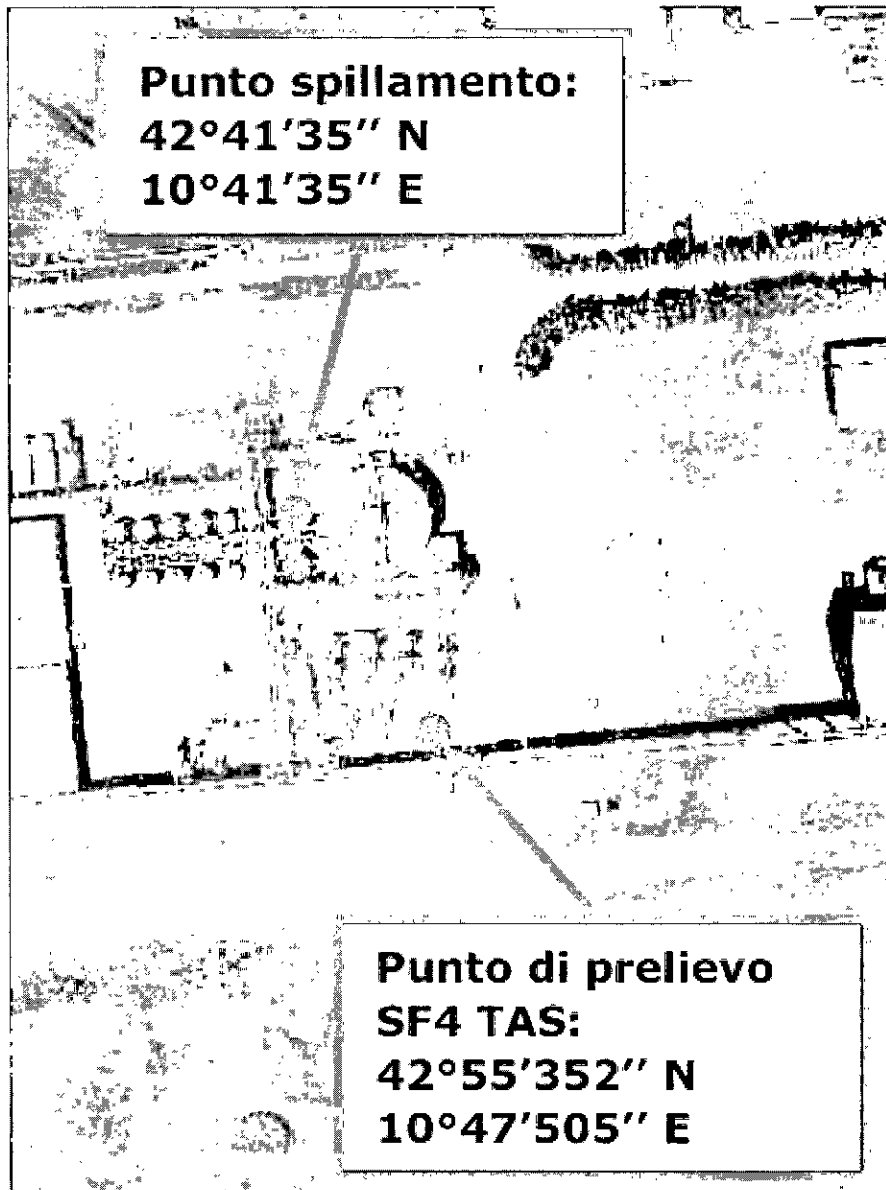 Punto spillamento:
42°41’35’’ N
10°41’35’’ E
Punto di prelievo
SF4 TAS:
42°55’352’’ N
10°47’505’’ E